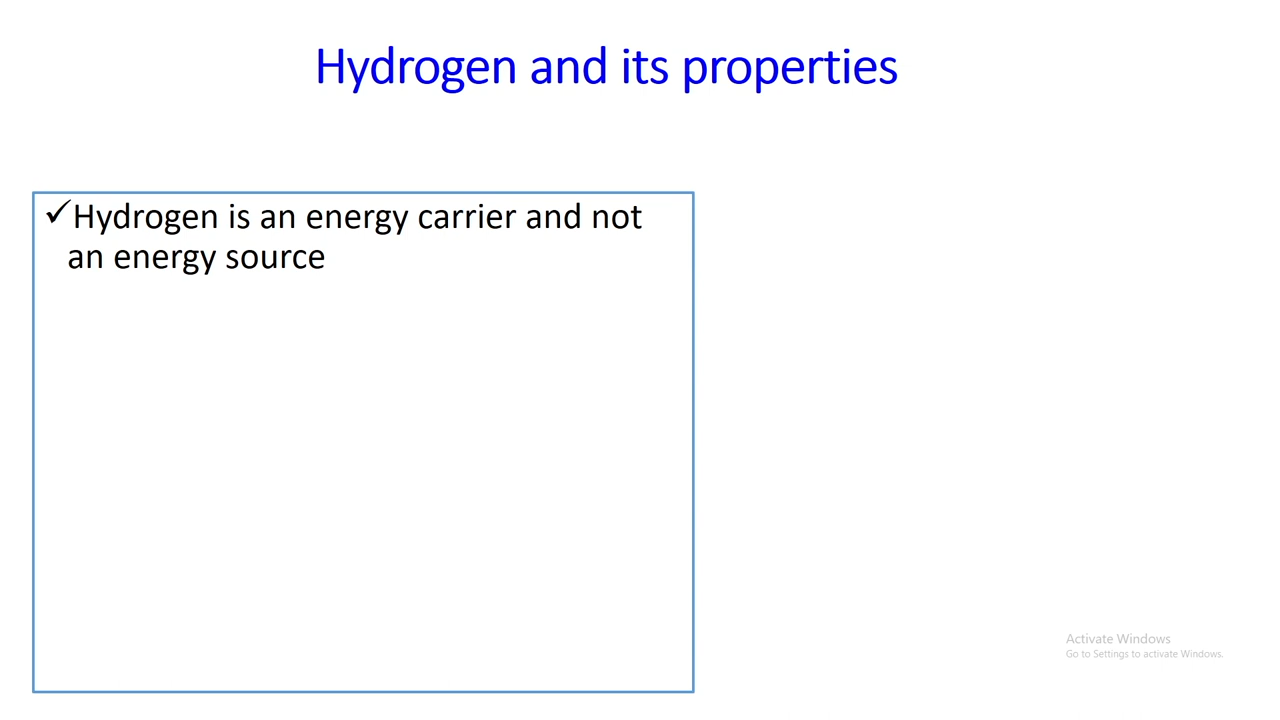 Hydrogen and its properties
✓Hydrogen is an energy carrier and not
an energy source
Activate Windows
Go to Settings to activate Windows.